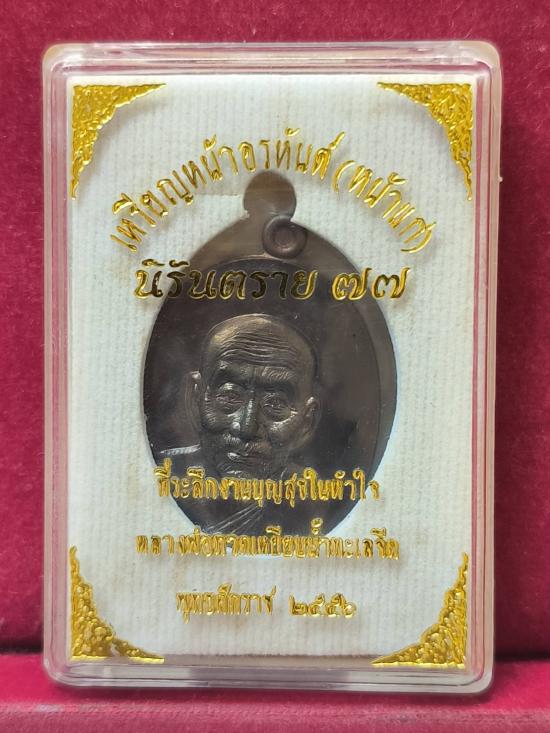 เหรียญหน้าอรหันต์ (หน้าแก่)
นิรันตราย ๗๗
ที่ระลึกงานบุญสุขในหัวใจ
หลวงพ่อทวดเหยียบน้ำทะเลจืด
พุทธศักราช ๒๕๕๖